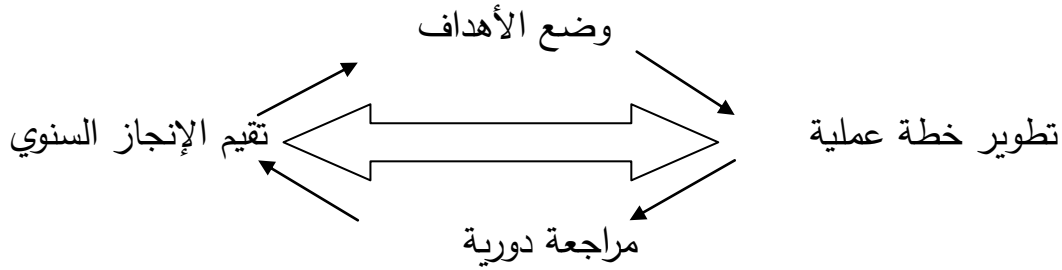 وضع الأهداف
تطوير خطة عملية
تقيم الإنجاز السنوي
مراجعة دورية